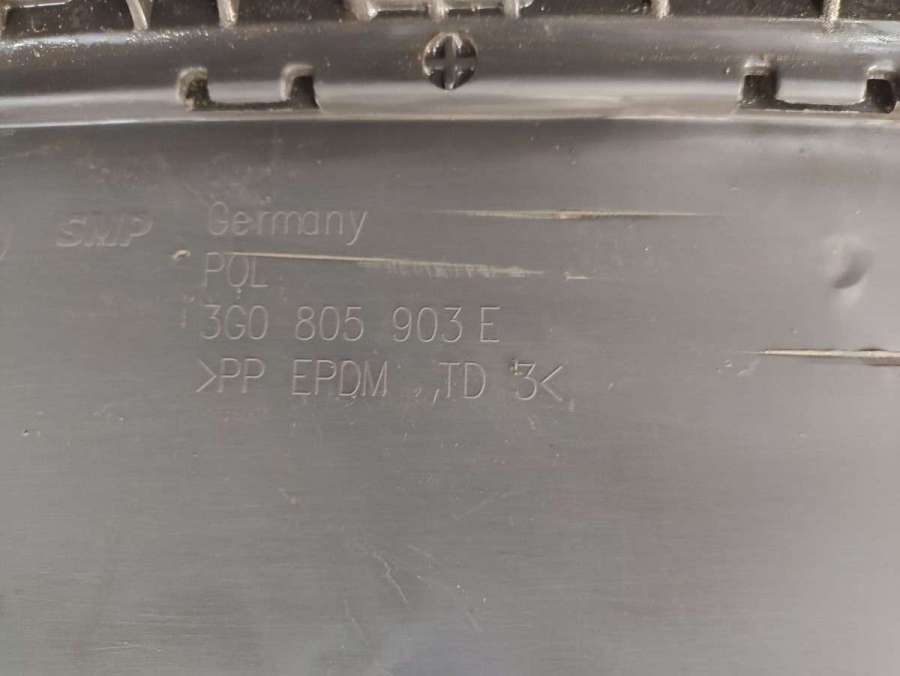 SMP
Germany
POL
3G0 805 903 E
>PP EPDM ,TD 3<